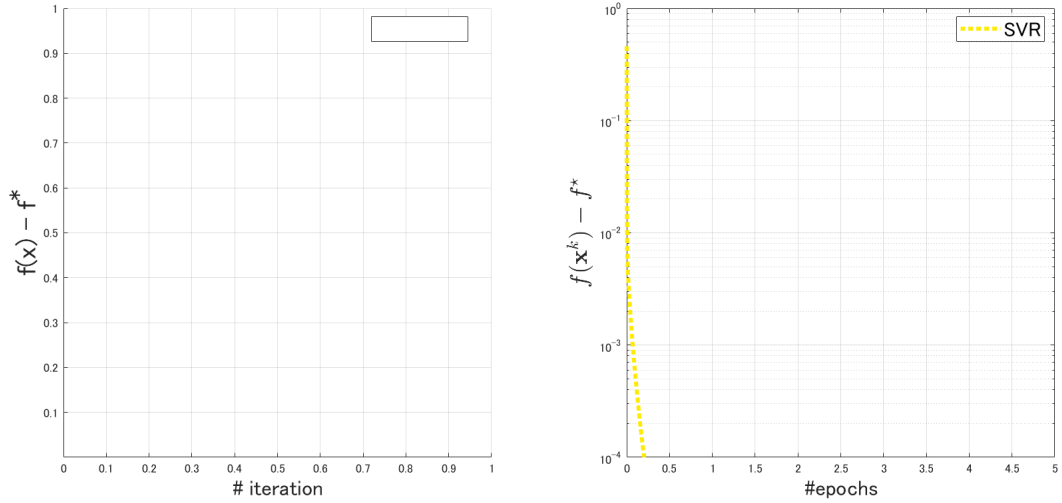 1
0.9
0.8
0.7
0.6
0.5
0.4
0.3
0.2
0.1
f(x) − f*
0 0.1 0.2 0.3 0.4 0.5 0.6 0.7 0.8 0.9 1
# iteration
SVR
10⁰
10⁻¹
10⁻²
10⁻³
10⁻⁴
f(xᵏ) − f⋆
0 0.5 1 1.5 2 2.5 3 3.5 4 4.5 5
#epochs